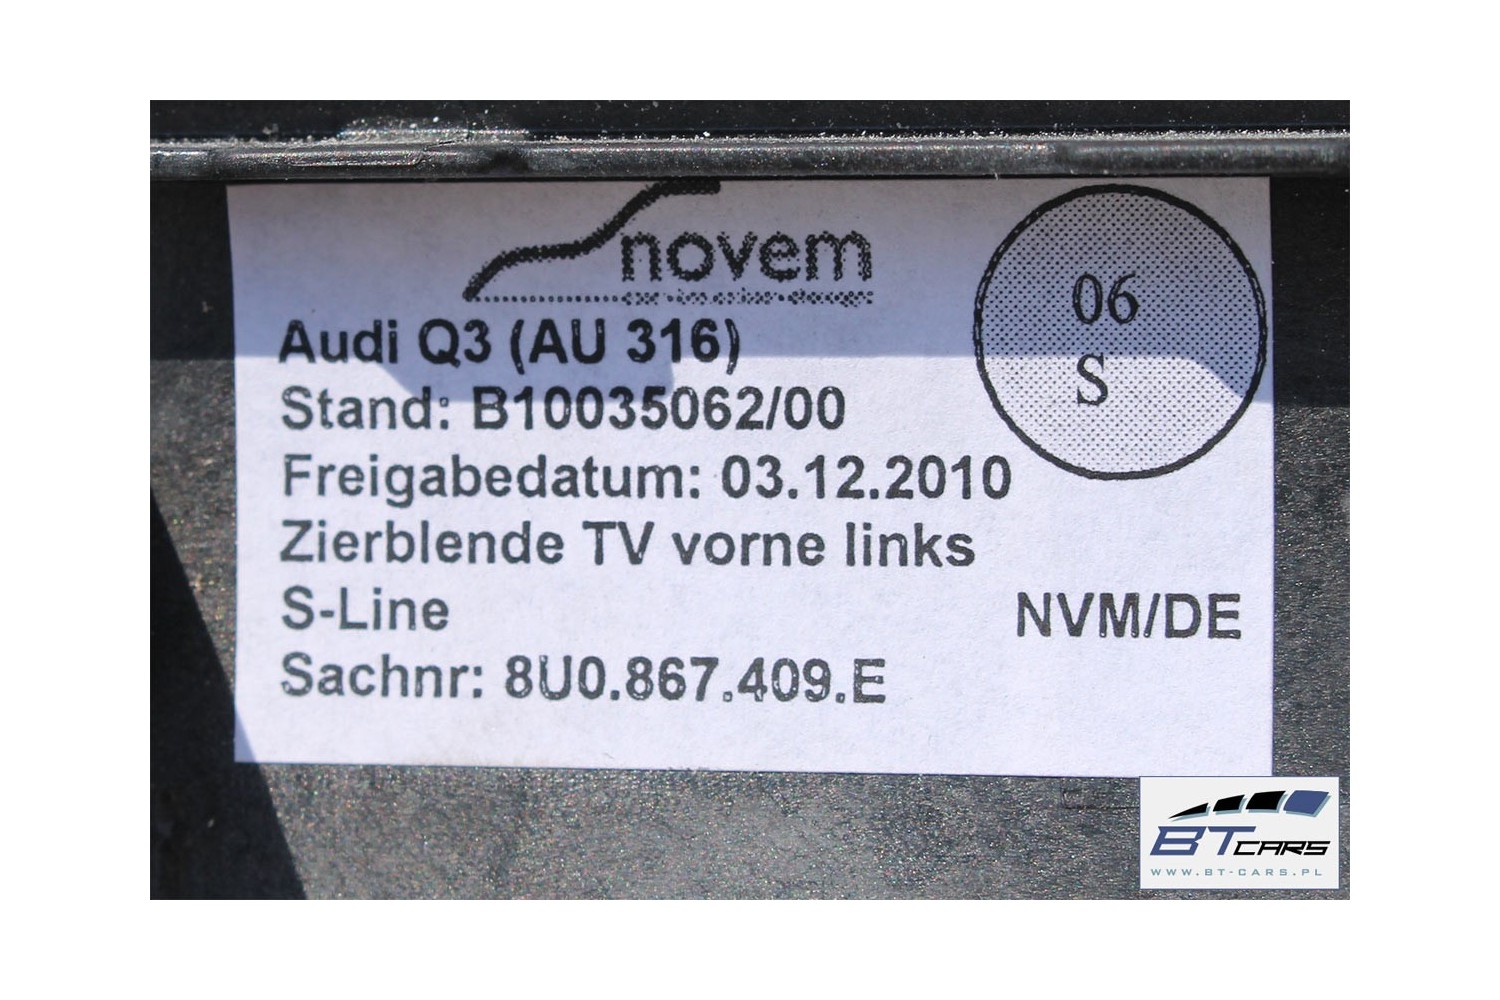 novem
Audi Q3 (AU 316)
Stand: B10035062/00
Freigabedatum: 03.12.2010
Zierblende TV vorne links
S-Line
NVM/DE
Sachnr: 8U0.867.409.E
06
S
BT CARS
WWW.BT-CARS.PL